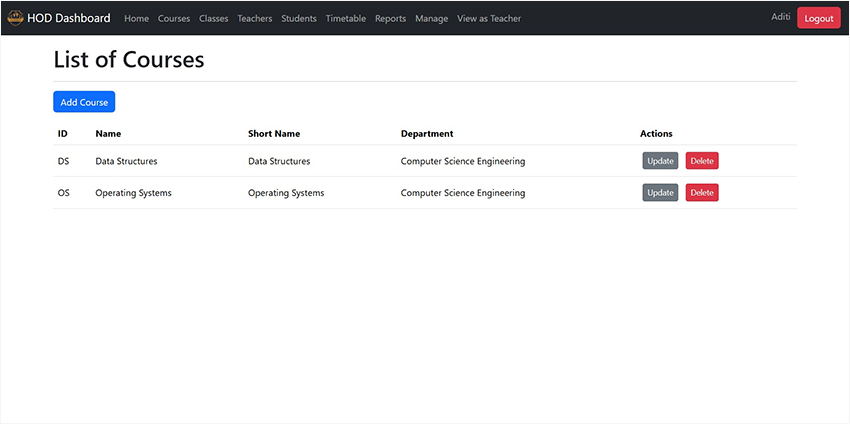 HOD Dashboard Home Courses Classes Teachers Students Timetable Reports Manage View as Teacher Aditi Logout
List of Courses
Add Course
ID Name Short Name Department Actions
DS Data Structures Data Structures Computer Science Engineering Update Delete
OS Operating Systems Operating Systems Computer Science Engineering Update Delete